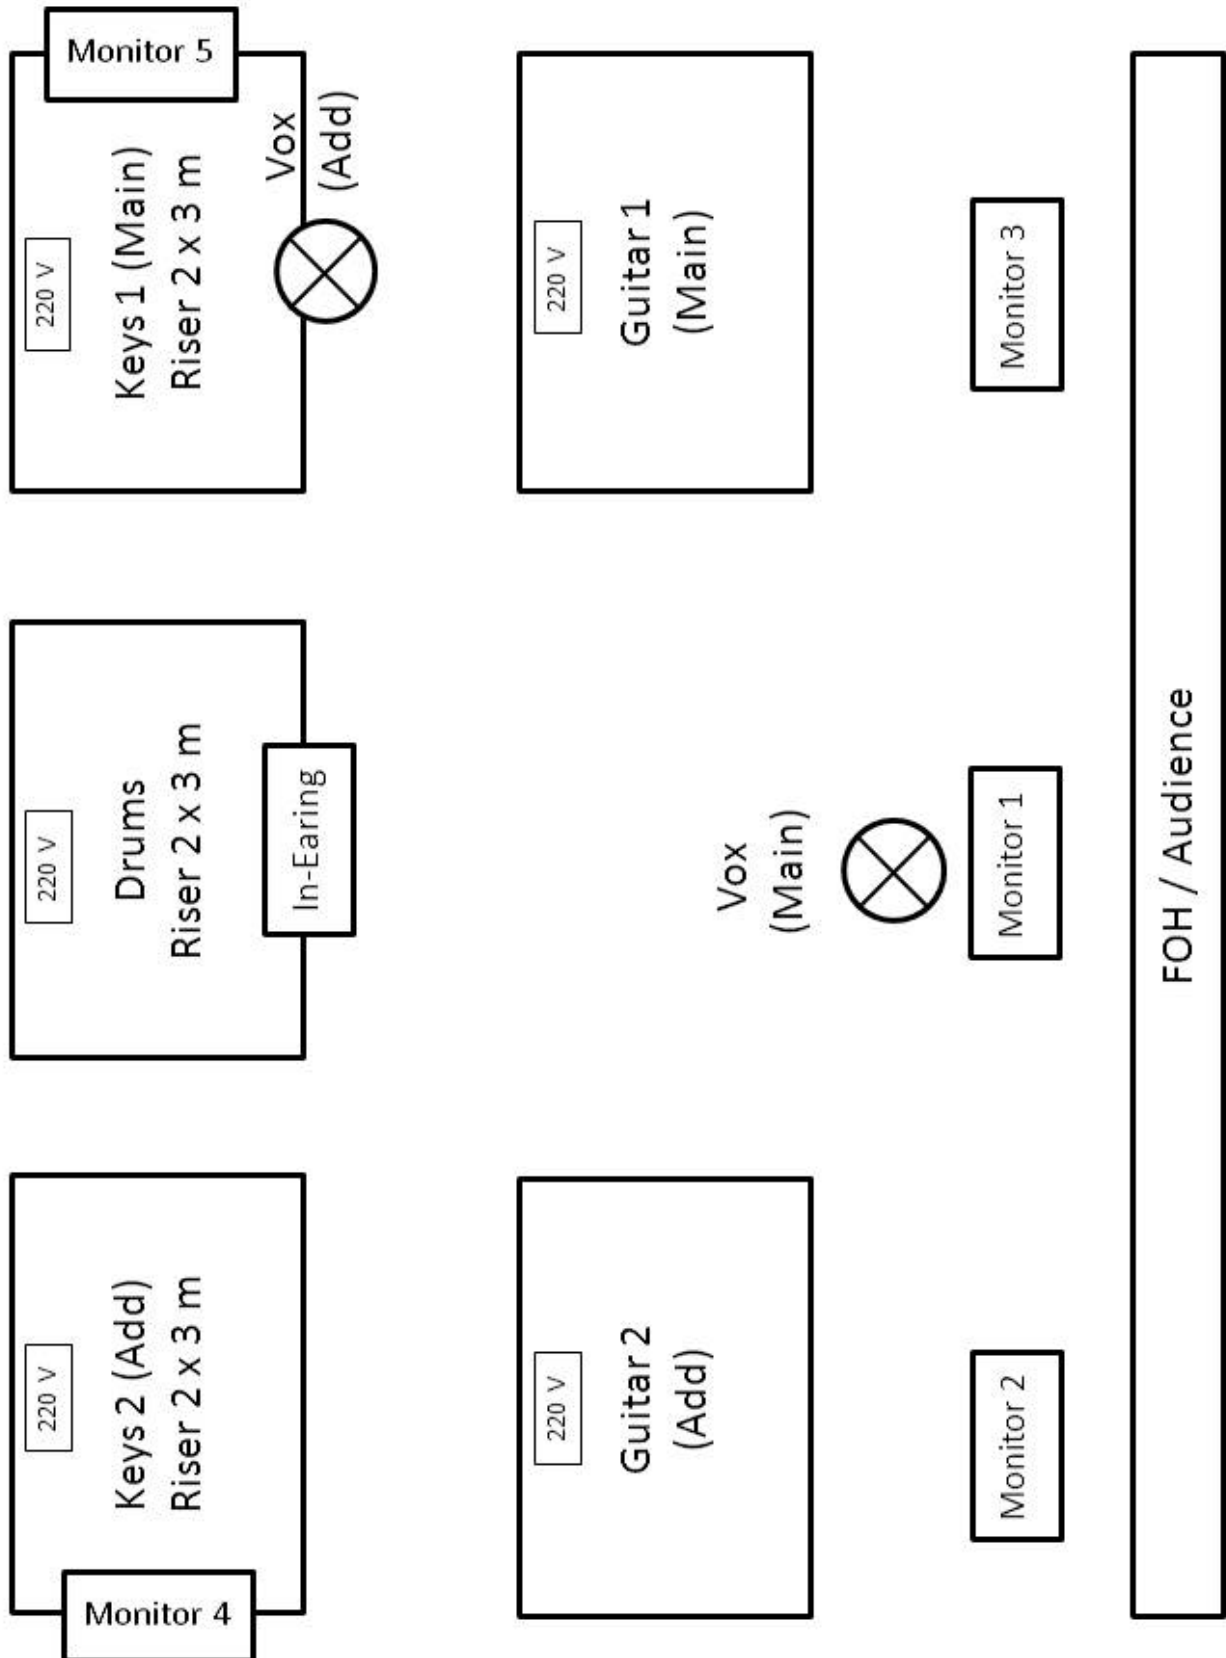 Monitor 4
220 V
Keys 2 (Add)
Riser 2 x 3 m
220 V
Drums
Riser 2 x 3 m
In-Earing
Monitor 5
220 V
Keys 1 (Main)
Riser 2 x 3 m
Vox
(Add)
220 V
Guitar 2
(Add)
Vox
(Main)
220 V
Guitar 1
(Main)
Monitor 2
Monitor 1
Monitor 3
FOH / Audience